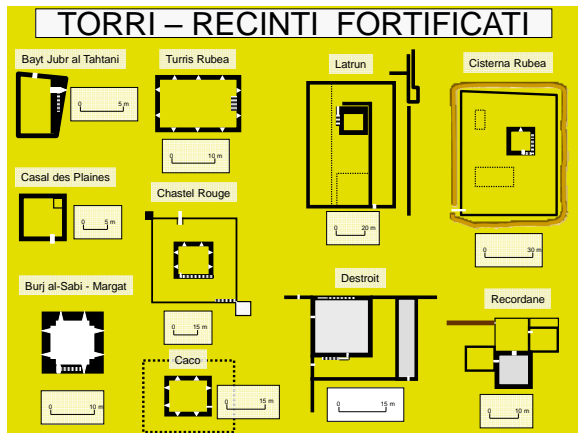 TORRI – RECINTI FORTIFICATI
Bayt Jubr al Tahtani
Turris Rubea
Latrun
Cisterna Rubea
0 5 m
0 10 m
Casal des Plaines
0 5 m
Chastel Rouge
0 20 m
0 30 m
Burj al-Sabi - Margat
0 15 m
Destroit
Recordane
Caco
0 10 m
0 15 m
0 15 m
0 10 m